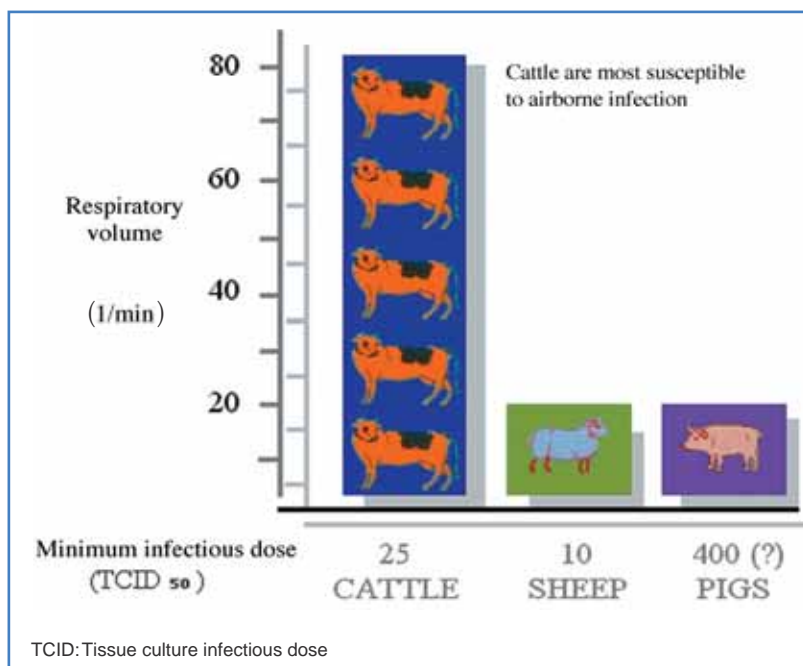 80
Cattle are most susceptible
to airborne infection
60
Respiratory
volume
40
(1/min)
20
Minimum infectious dose
(TCID 50)
25
10
400 (?)
CATTLE
SHEEP
PIGS
TCID: Tissue culture infectious dose